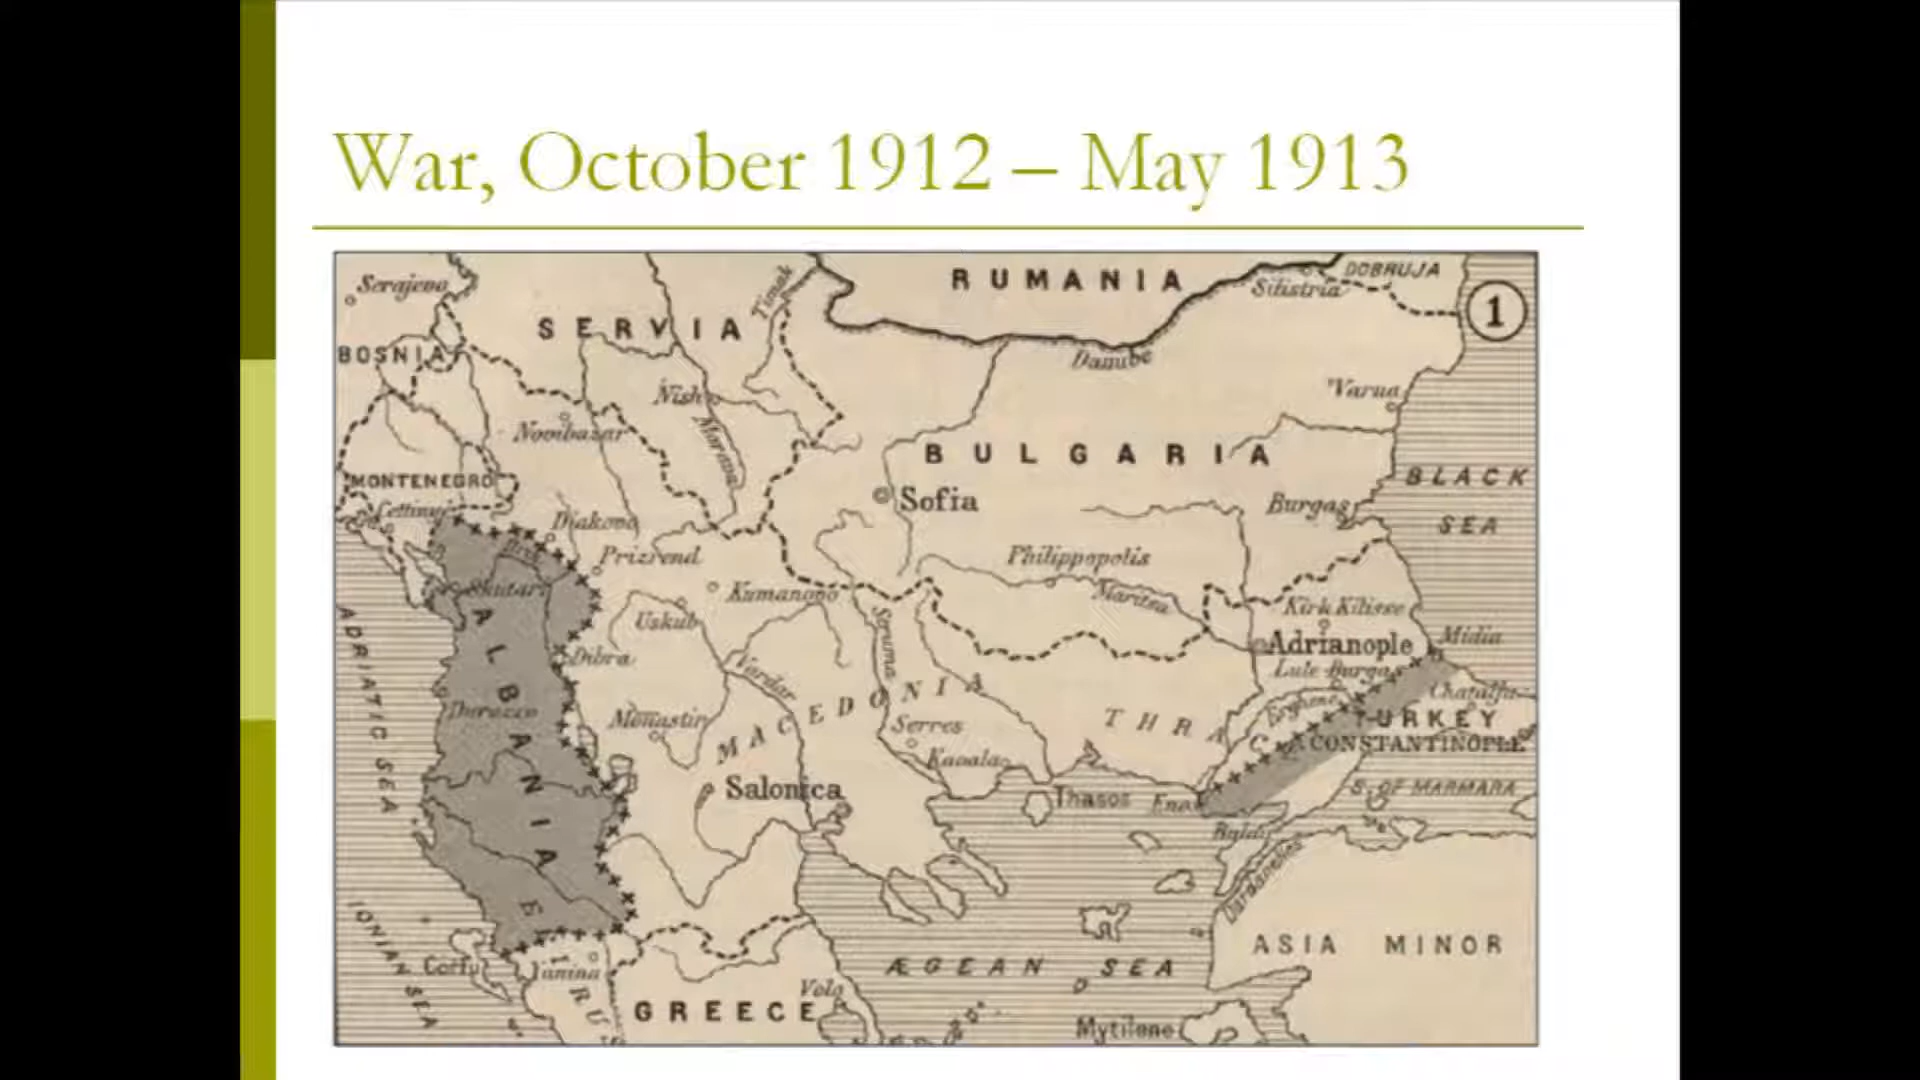 War, October 1912 – May 1913
RUMANIA
DOBRUJA
Serajevo
Timok
Silistria
1
SERVIA
BOSNIA
Danube
Nish
Varna
Novibazar
Morava
BULGARIA
MONTENEGRO
BLACK
SEA
Sofia
Cettinje
Burgas
Djakova
Prizrend
Philippopolis
Skutari
Kumanovo
Maritsa
Kirk Kilisse
Uskub
Struma
Adrianople
Midia
ADRIATIC SEA
ALBANIA
Dibra
Lule Burgas
Vardar
Chatalja
Durazzo
Monastir
MACEDONIA
Serres
THRAC
Erghene
TURKEY
CONSTANTINOPLE
Kavala
Salonica
Thasos
Enos
S. OF MARMARA
Dardanelles
IONIAN SEA
ASIA MINOR
Corfu
Janina
ÆGEAN SEA
Volo
GREECE
Mytilene